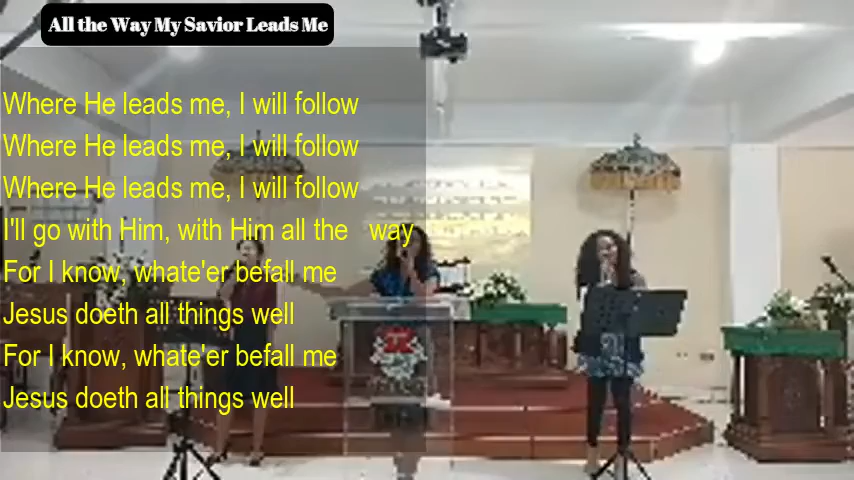 All the Way My Savior Leads Me
Where He leads me, I will follow
Where He leads me, I will follow
Where He leads me, I will follow
I'll go with Him, with Him all the way
For I know, whate'er befall me
Jesus doeth all things well
For I know, whate'er befall me
Jesus doeth all things well